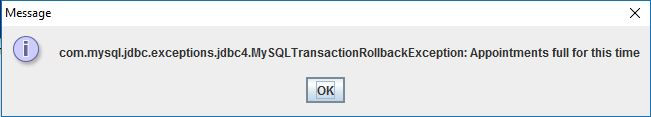 Message
com.mysql.jdbc.exceptions.jdbc4.MySQLTransactionRollbackException: Appointments full for this time
OK